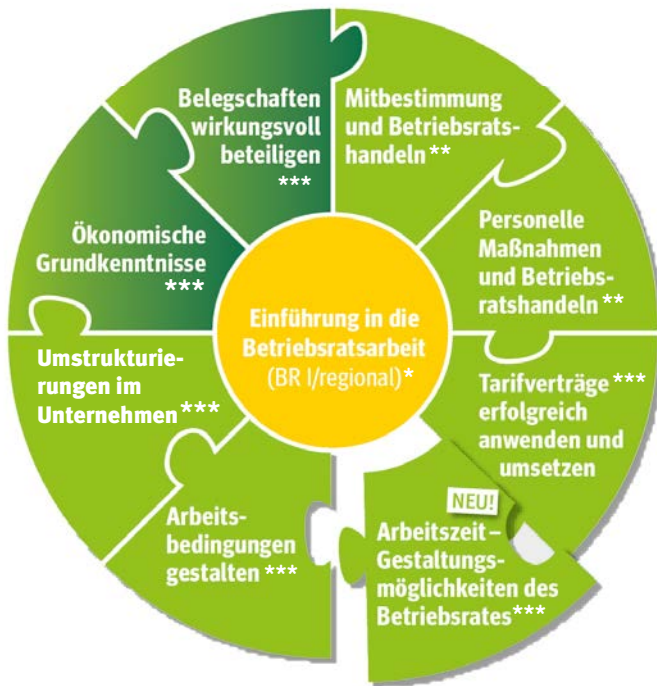 Belegschaften
wirkungsvoll
beteiligen
***
Mitbestimmung
und Betriebsrats-
handeln **
Personelle
Maßnahmen
und Betriebs-
ratshandeln **
Tarifverträge ***
erfolgreich
anwenden und
umsetzen
NEU!
Arbeitszeit –
Gestaltungs-
möglichkeiten des
Betriebsrates ***
Arbeits-
bedingungen
gestalten ***
Umstrukturie-
rungen im
Unternehmen ***
Ökonomische
Grundkenntnisse
***
Einführung in die
Betriebsratsarbeit
(BR I/regional)*